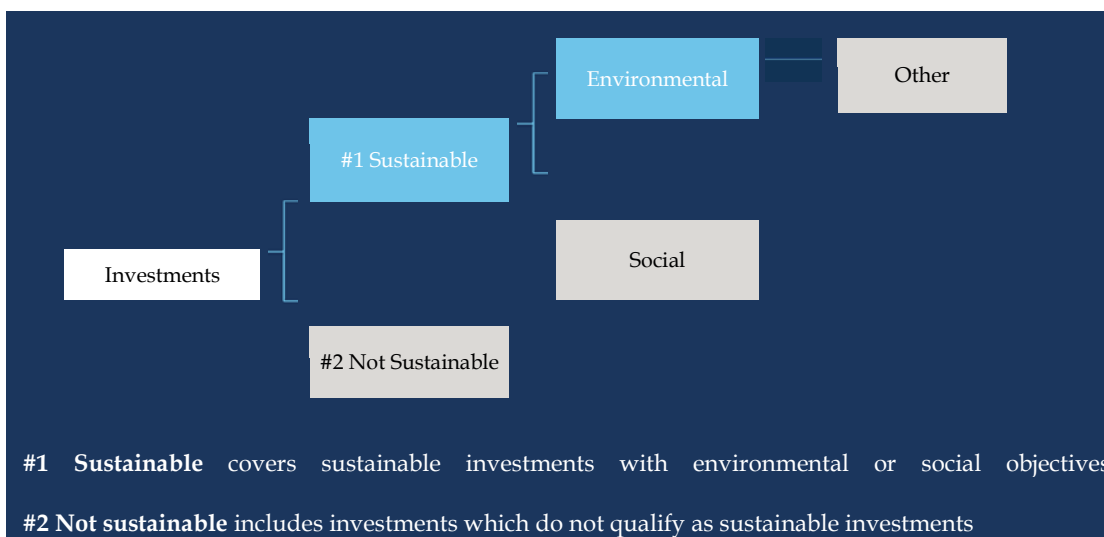 Environmental
Other
#1 Sustainable
Social
Investments
#2 Not Sustainable
#1 Sustainable covers sustainable investments with environmental or social objectives
#2 Not sustainable includes investments which do not qualify as sustainable investments